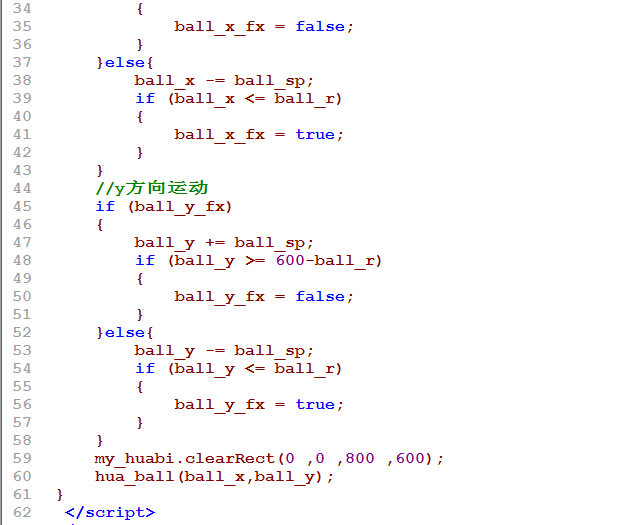 34 {
35 ball_x_fx = false;
36 }
37 }else{
38 ball_x -= ball_sp;
39 if (ball_x <= ball_r)
40 {
41 ball_x_fx = true;
42 }
43 }
44 //y方向运动
45 if (ball_y_fx)
46 {
47 ball_y += ball_sp;
48 if (ball_y >= 600-ball_r)
49 {
50 ball_y_fx = false;
51 }
52 }else{
53 ball_y -= ball_sp;
54 if (ball_y <= ball_r)
55 {
56 ball_y_fx = true;
57 }
58 }
59 my_huabi.clearRect(0 ,0 ,800 ,600);
60 hua_ball(ball_x,ball_y);
61 }
62 </script>